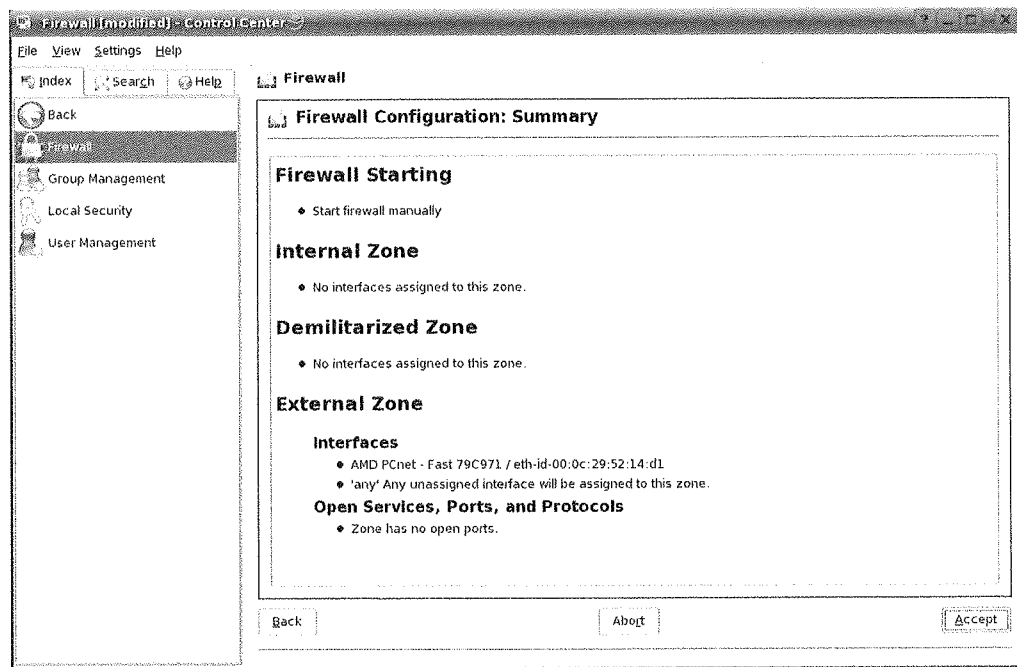 Firewall [modified] - Control Center
File View Settings Help
Index Search Help
Back
Firewall
Group Management
Local Security
User Management
Firewall
Firewall Configuration: Summary
Firewall Starting
Start firewall manually
Internal Zone
No interfaces assigned to this zone.
Demilitarized Zone
No interfaces assigned to this zone.
External Zone
Interfaces
AMD PCnet - Fast 79C971 / eth-id-00:0c:29:52:14:d1
'any' Any unassigned interface will be assigned to this zone.
Open Services, Ports, and Protocols
Zone has no open ports.
Back Abort Accept